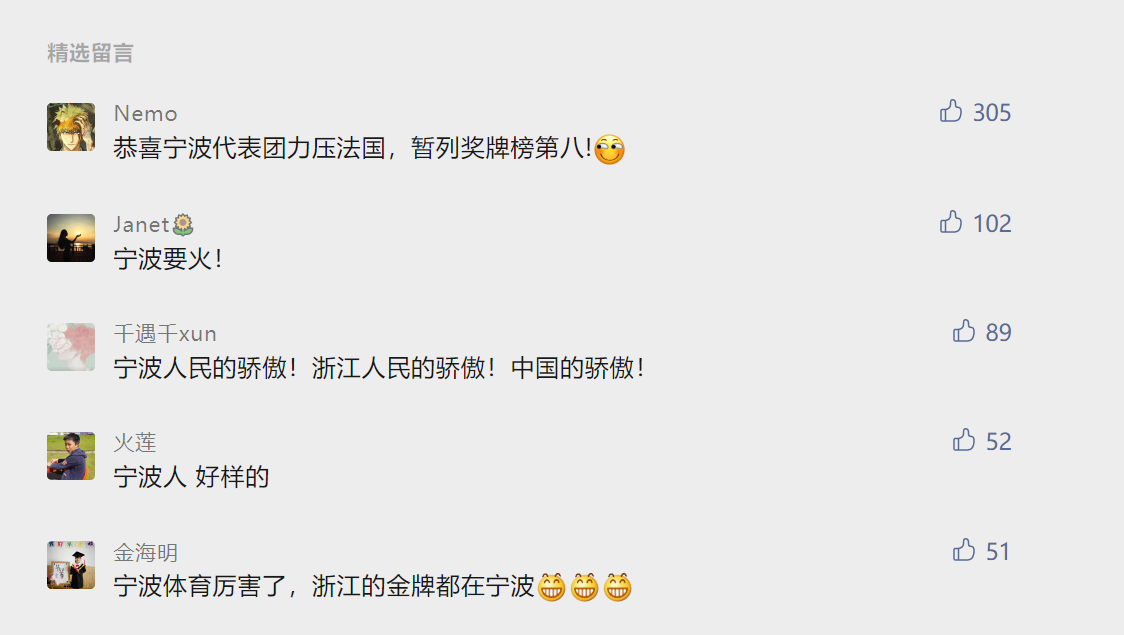 精选留言
Nemo
305
恭喜宁波代表团力压法国，暂列奖牌榜第八!
Janet
102
宁波要火！
千遇千xun
89
宁波人民的骄傲！浙江人民的骄傲！中国的骄傲！
火莲
52
宁波人 好样的
金海明
51
宁波体育厉害了，浙江的金牌都在宁波